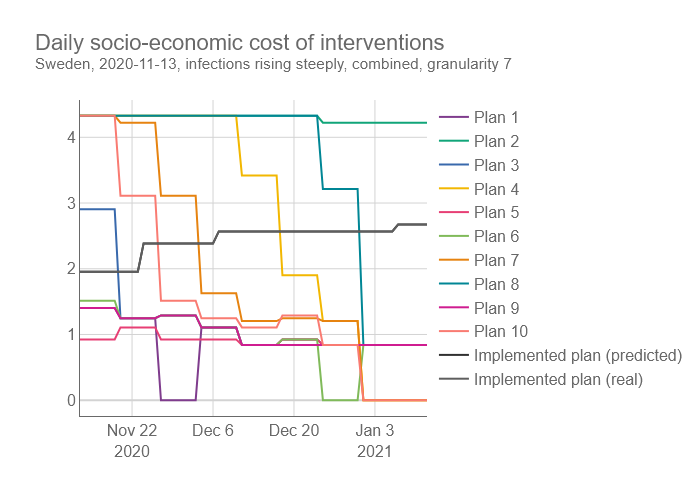 Daily socio-economic cost of interventions
Sweden, 2020-11-13, infections rising steeply, combined, granularity 7
4
3
2
1
0
Nov 22
2020
Dec 6
Dec 20
Jan 3
2021
Plan 1
Plan 2
Plan 3
Plan 4
Plan 5
Plan 6
Plan 7
Plan 8
Plan 9
Plan 10
Implemented plan (predicted)
Implemented plan (real)